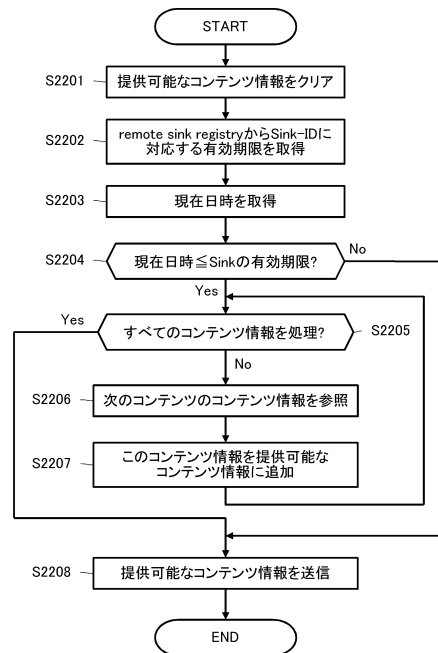 START
S2201
提供可能なコンテンツ情報をクリア
S2202
remote sink registryからSink-IDに
対応する有効期限を取得
S2203
現在日時を取得
S2204
現在日時≦Sinkの有効期限?
No
Yes
Yes
すべてのコンテンツ情報を処理?
S2205
No
S2206
次のコンテンツのコンテンツ情報を参照
S2207
このコンテンツ情報を提供可能な
コンテンツ情報に追加
S2208
提供可能なコンテンツ情報を送信
END